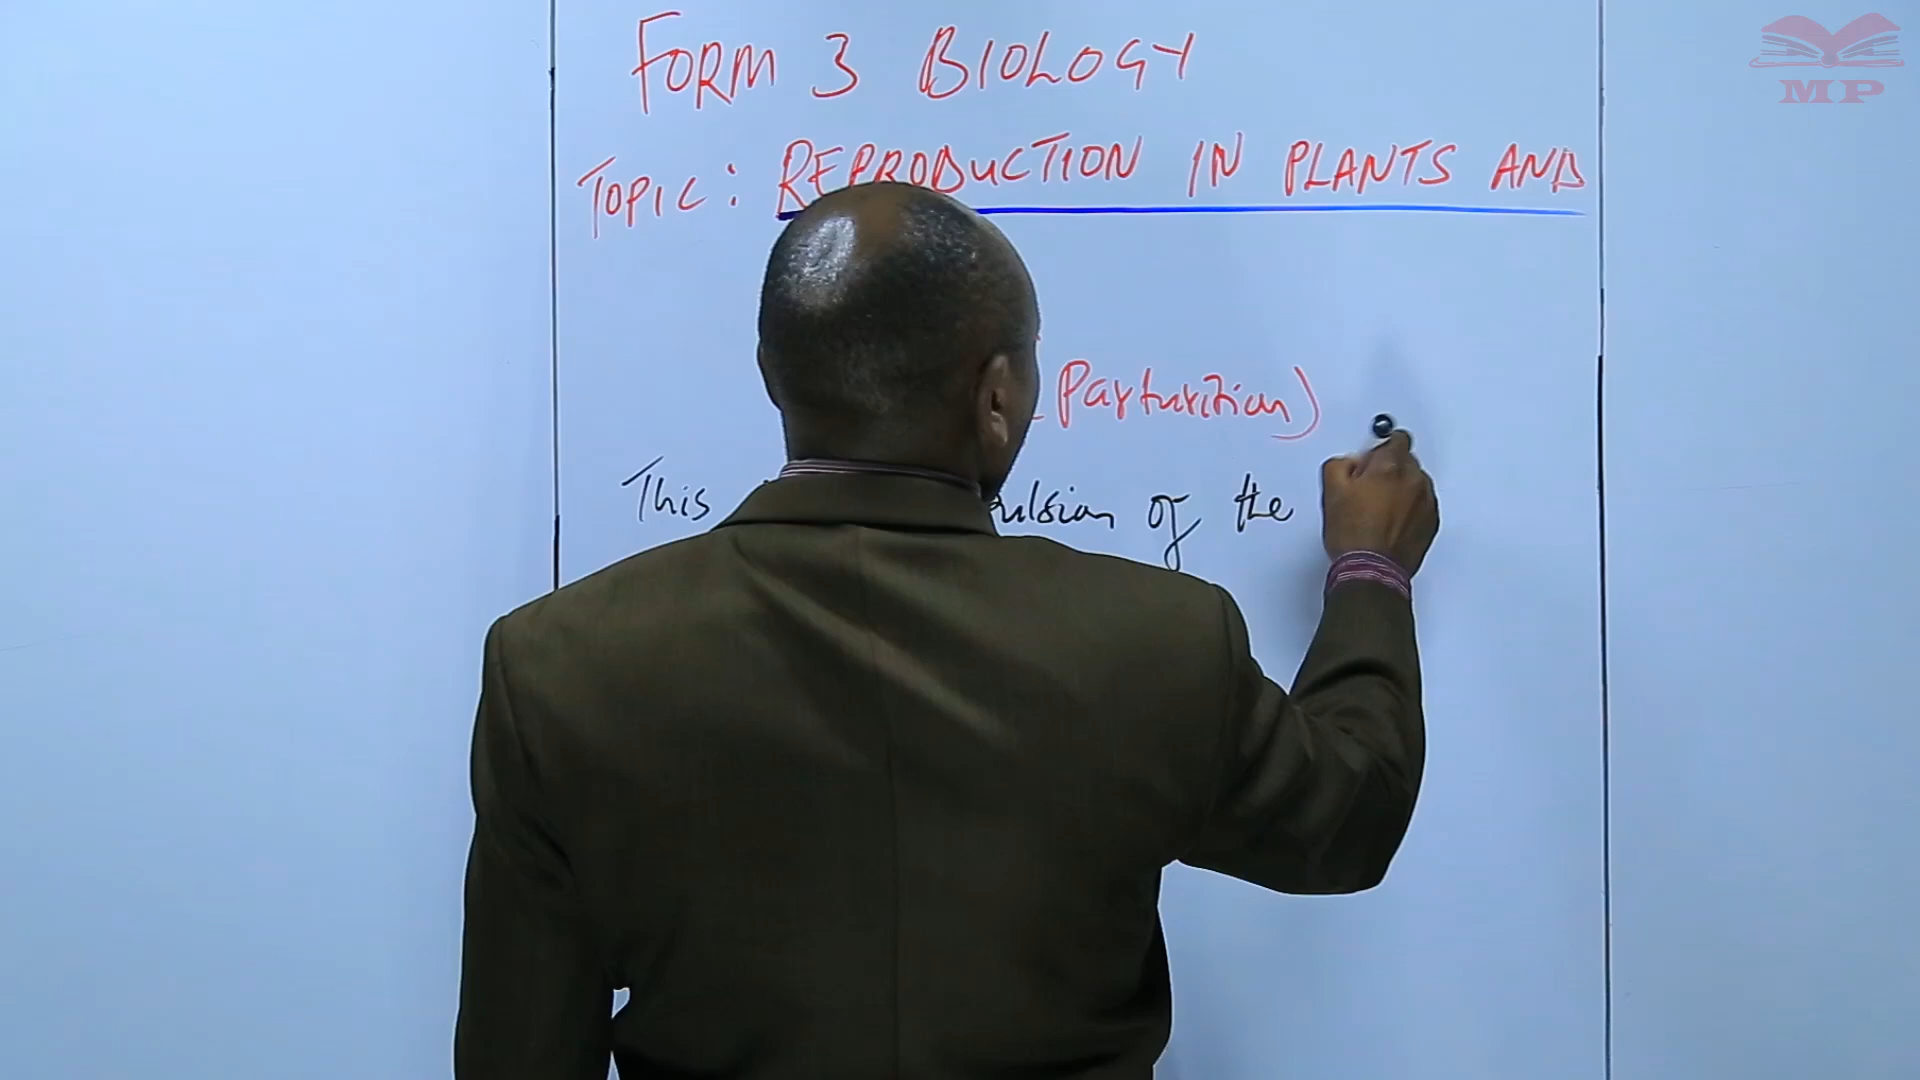 FORM 3 BIOLOGY
MP
TOPIC: REPRODUCTION IN PLANTS AND
(Parturition)
This of the